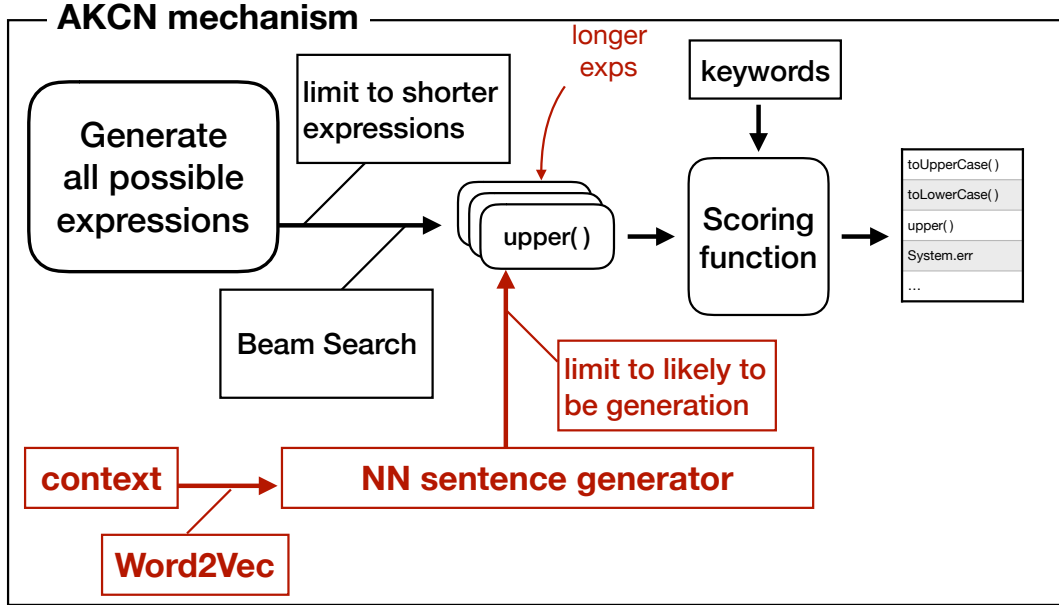 AKCN mechanism
longer
exps
keywords
limit to shorter
expressions
Generate
all possible
expressions
upper( )
Scoring
function
toUpperCase( )
toLowerCase( )
upper( )
System.err
…
Beam Search
limit to likely to
be generation
context
NN sentence generator
Word2Vec